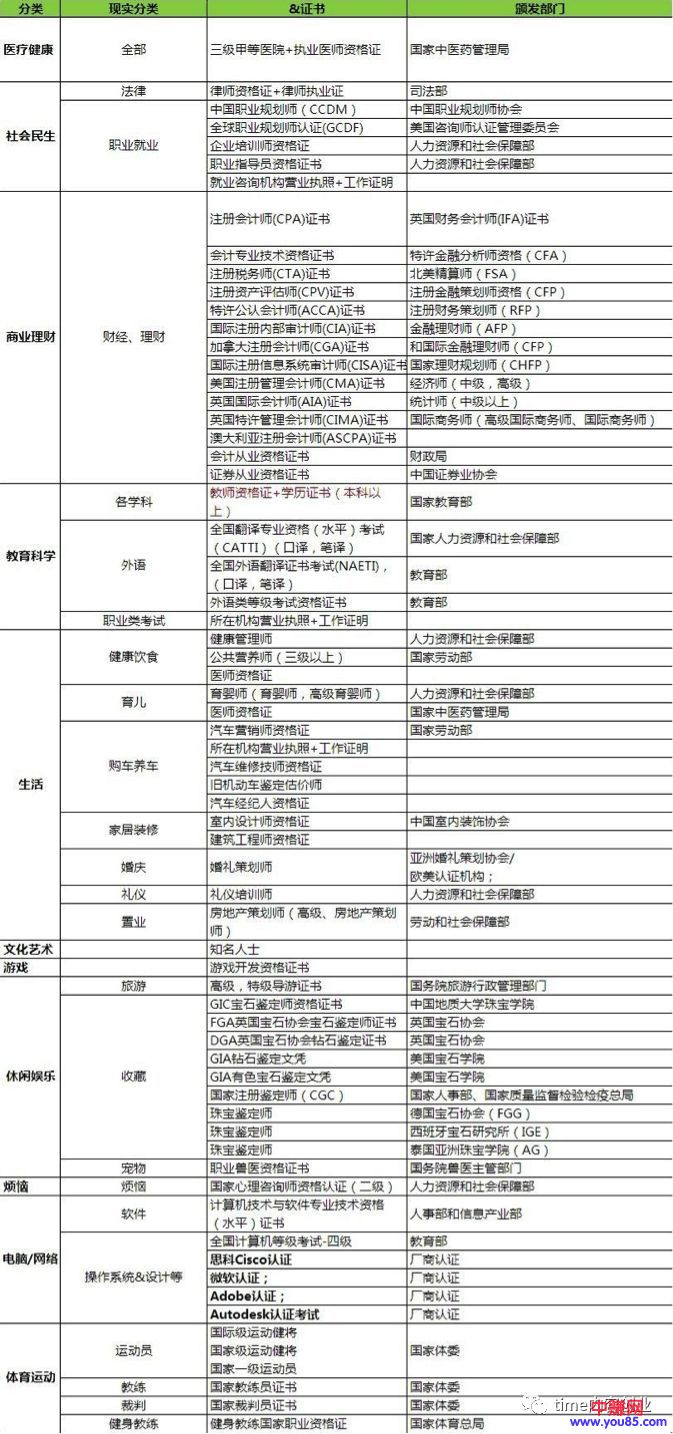 分类 现实分类 &证书 颁发部门
医疗健康 全部 三级甲等医院+执业医师资格证 国家中医药管理局
社会民生 法律 律师资格证+律师执业证 司法部
职业就业 中国职业规划师（CCDM） 中国职业规划师协会
全球职业规划师认证(GCDF) 美国咨询师认证管理委员会
企业培训师资格证 人力资源和社会保障部
职业指导员资格证书 人力资源和社会保障部
就业咨询机构营业执照+工作证明
商业理财 财经、理财 注册会计师(CPA)证书 英国财务会计师(IFA)证书
会计专业技术资格证书 特许金融分析师资格（CFA）
注册税务师(CTA)证书 北美精算师（FSA）
注册资产评估师(CPV)证书 注册金融策划师资格（CFP）
特许公认会计师(ACCA)证书 注册财务策划师（RFP）
国际注册内部审计师(CIA)证书 金融理财师（AFP）
加拿大注册会计师(CGA)证书 和国际金融理财师（CFP）
国际注册信息系统审计师(CISA)证书 国家理财规划师（CHFP）
美国注册管理会计师(CMA)证书 经济师（中级，高级）
英国国际会计师(AIA)证书 统计师（中级以上）
英国特许管理会计师(CIMA)证书 国际商务师（高级国际商务师、国际商务师）
澳大利亚注册会计师(ASCPA)证书
会计从业资格证书 财政局
证券从业资格证书 中国证券业协会
教育科学 各学科 教师资格证+学历证书（本科以
上） 国家教育部
外语 全国翻译专业资格（水平）考试
（CATTI）（口译，笔译） 国家人力资源和社会保障部
全国外语翻译证书考试(NAETI)，
（口译，笔译） 教育部
外语类等级考试资格证书 教育部
职业类考试 所在机构营业执照+工作证明
生活 健康饮食 健康管理师 人力资源和社会保障部
公共营养师（三级以上） 国家劳动部
医师资格证
育儿 育婴师（育婴师，高级育婴师） 人力资源和社会保障部
医师资格证 国家中医药管理局
购车养车 汽车营销师资格证 国家劳动部
所在机构营业执照+工作证明
汽车维修技师资格证
旧机动车鉴定估价师
汽车经纪人资格证
家居装修 室内设计师资格证 中国室内装饰协会
建筑工程师资格证
婚庆 婚礼策划师 亚洲婚礼策划协会/
欧美认证机构；
礼仪 礼仪培训师 人力资源和社会保障部
置业 房地产策划师（高级、房地产策划
师） 劳动和社会保障部
文化艺术 知名人士
游戏 游戏开发资格证书
休闲娱乐 旅游 高级，特级导游证书 国务院旅游行政管理部门
收藏 GIC宝石鉴定师资格证书 中国地质大学珠宝学院
FGA英国宝石协会宝石鉴定师证书 英国宝石协会
DGA英国宝石协会钻石鉴定证书 英国宝石协会
GIA钻石鉴定文凭 美国宝石学院
GIA有色宝石鉴定文凭 美国宝石学院
国家注册鉴定师（CGC） 国家人事部、国家质量监督检验检疫总局
珠宝鉴定师 德国宝石协会（FGG）
珠宝鉴定师 西班牙宝石研究所（IGE）
珠宝鉴定师 泰国亚洲珠宝学院（AG）
宠物 职业兽医资格证书 国务院兽医主管部门
烦恼 烦恼 国家心理咨询师资格认证（二级） 人力资源和社会保障部
电脑/网络 软件 计算机技术与软件专业技术资格
（水平）证书 人事部和信息产业部
操作系统&设计等 全国计算机等级考试-四级 教育部
思科Cisco认证 厂商认证
微软认证； 厂商认证
Adobe认证； 厂商认证
Autodesk认证考试 厂商认证
体育运动 运动员 国际级运动健将
国家级运动健将 国家体委
国家一级运动员
教练 国家教练员证书 国家体委
裁判 国家裁判员证书 国家体委
健身教练 健身教练国家职业资格证 国家体育总局
time
中赚网
www.you85.com